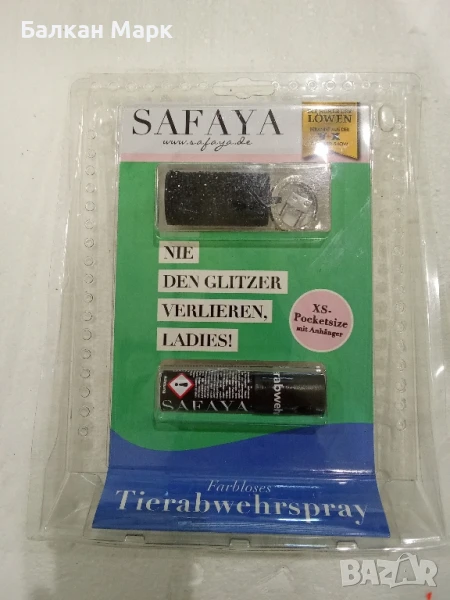 Балкан Марк
SAFAYA
www.safaya.de
LÖWEN
NIE
DEN GLITZER
VERLIEREN,
LADIES!
XS-
Pocketsize
mit Anhänger
rabweh
SAFAYA
Farbloses
Tierabwehrspray
BAZAR